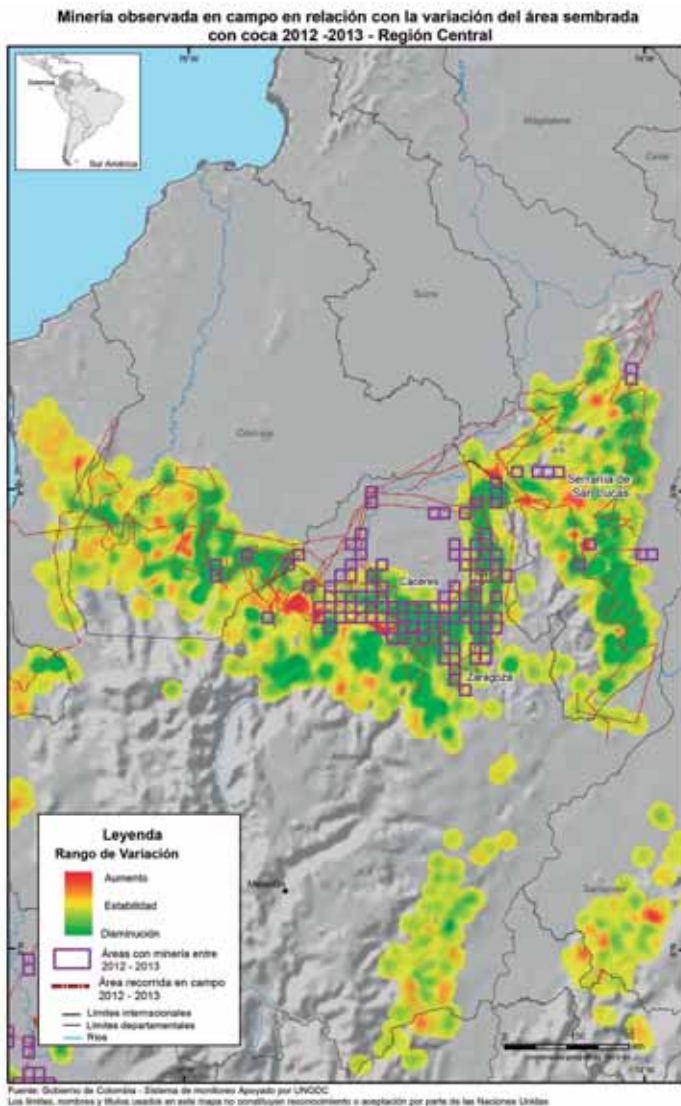 Minería observada en campo en relación con la variación del área sembrada
con coca 2012 -2013 - Región Central
Colombia
Sur América
Magdalena
Cesar
Sucre
Córdoba
Serranía de
San Lucas
Cáceres
Zaragoza
Medellín
Santander
Leyenda
Rango de Variación
Aumento
Estabilidad
Disminución
Áreas con minería entre
2012 - 2013
Área recorrida en campo
2012 - 2013
Límites internacionales
Límites departamentales
Ríos
Fuente: Gobierno de Colombia - Sistema de monitoreo Apoyado por UNODC
Los límites, nombres y títulos usados en este mapa no constituyen reconocimiento o aceptación por parte de las Naciones Unidas